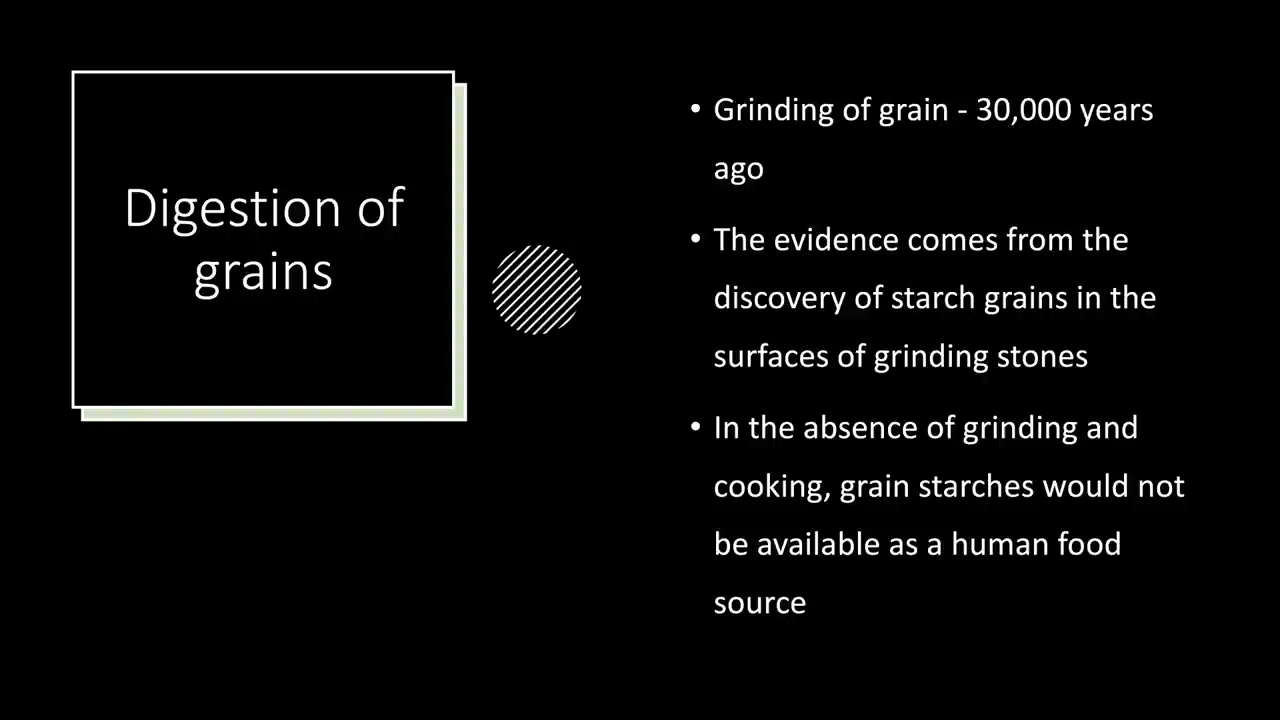 Digestion of
grains
• Grinding of grain - 30,000 years
ago
• The evidence comes from the
discovery of starch grains in the
surfaces of grinding stones
• In the absence of grinding and
cooking, grain starches would not
be available as a human food
source